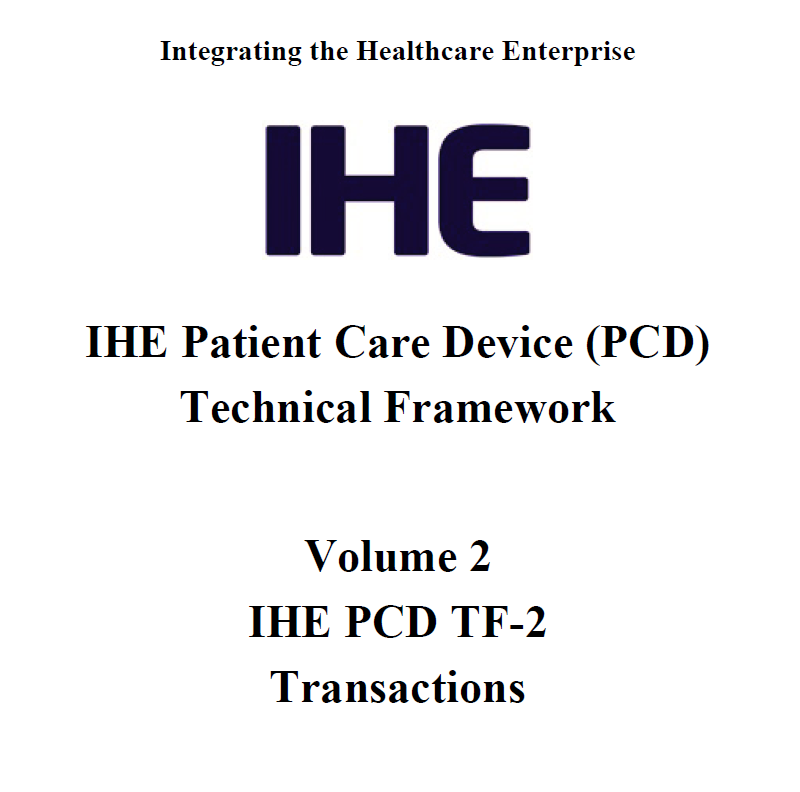 Integrating the Healthcare Enterprise
IHE
IHE Patient Care Device (PCD)
Technical Framework
Volume 2
IHE PCD TF-2
Transactions